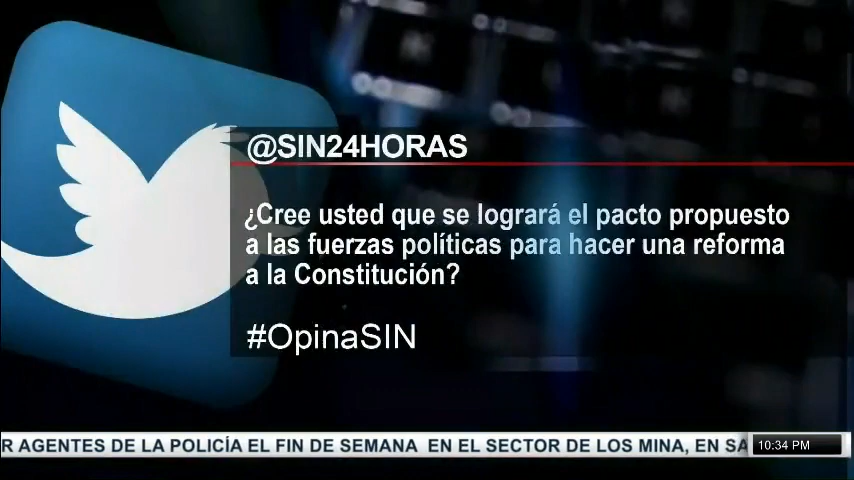 @SIN24HORAS
¿Cree usted que se logrará el pacto propuesto
a las fuerzas políticas para hacer una reforma
a la Constitución?
#OpinaSIN
R AGENTES DE LA POLICÍA EL FIN DE SEMANA EN EL SECTOR DE LOS MINA, EN SA
10:34 PM